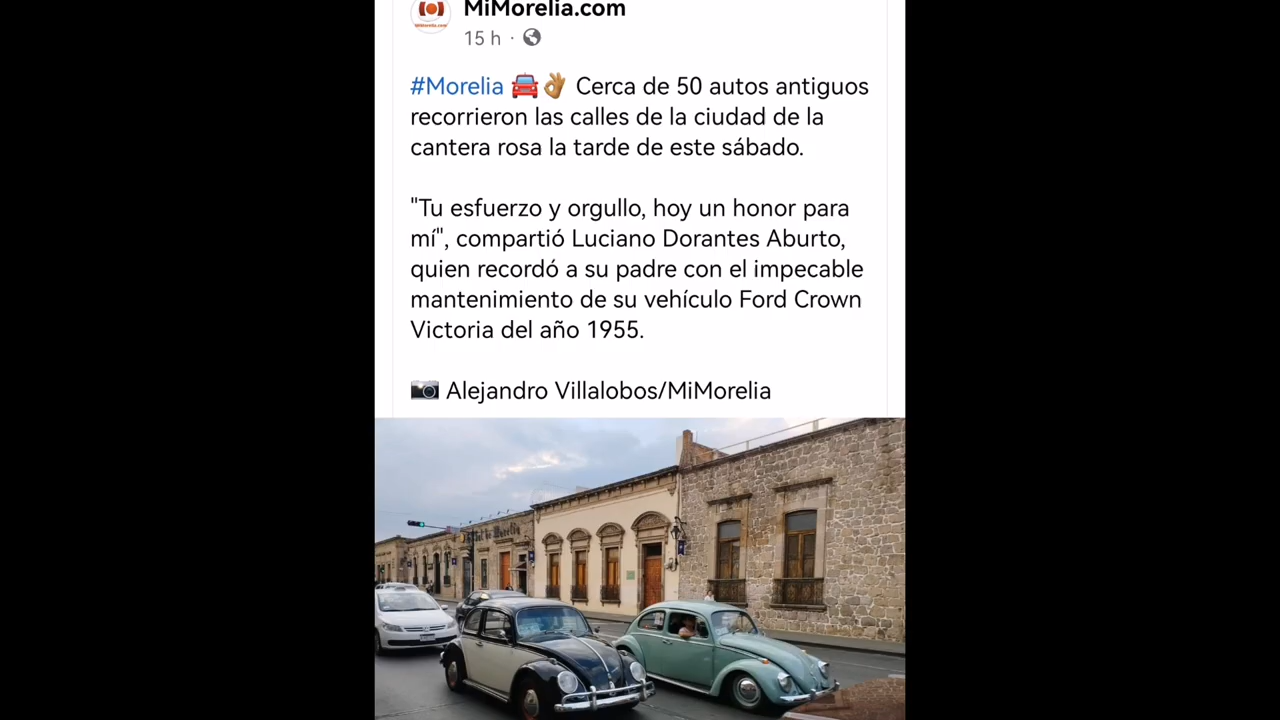 MiMorelia.com
15 h ·
#Morelia 🚘👌 Cerca de 50 autos antiguos
recorrieron las calles de la ciudad de la
cantera rosa la tarde de este sábado.
"Tu esfuerzo y orgullo, hoy un honor para
mí", compartió Luciano Dorantes Aburto,
quien recordó a su padre con el impecable
mantenimiento de su vehículo Ford Crown
Victoria del año 1955.
📷 Alejandro Villalobos/MiMorelia